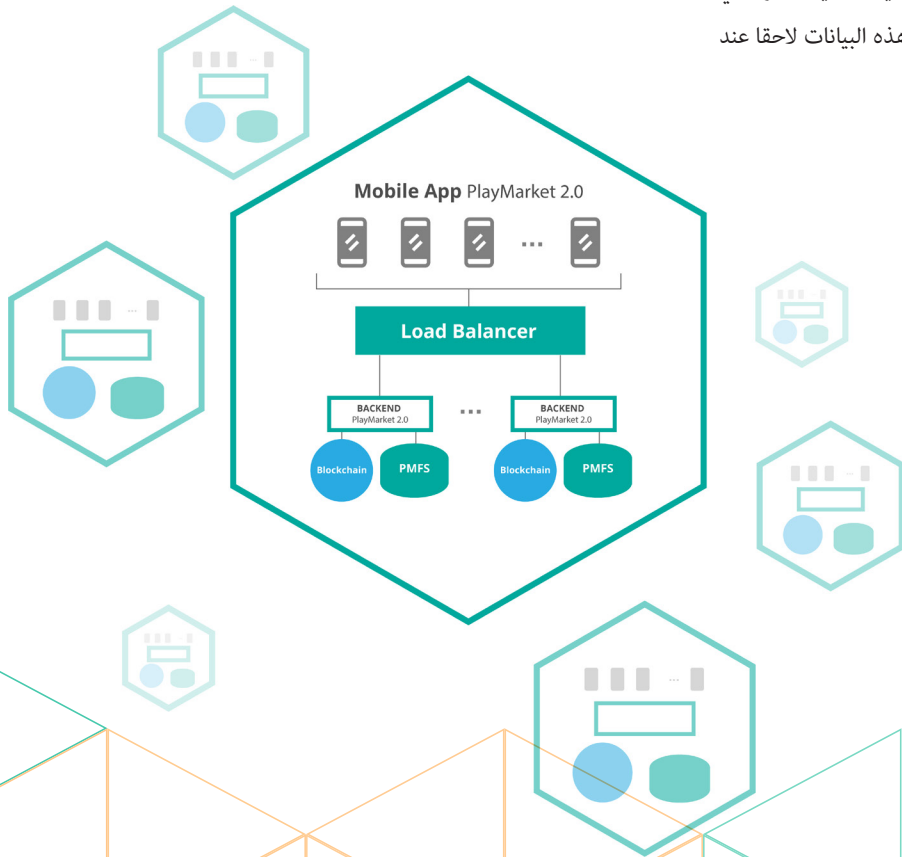 هذه البيانات لاحقا عند
Mobile App PlayMarket 2.0
...
Load Balancer
BACKEND ... BACKEND
PlayMarket 2.0 PlayMarket 2.0
Blockchain PMFS Blockchain PMFS